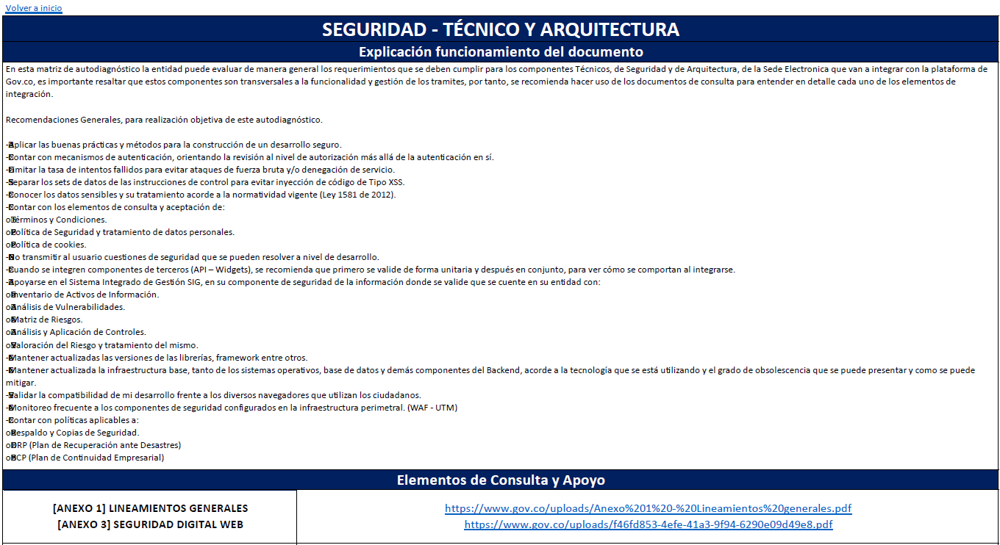 Volver a inicio
SEGURIDAD - TÉCNICO Y ARQUITECTURA
Explicación funcionamiento del documento
En esta matriz de autodiagnóstico la entidad puede evaluar de manera general los requerimientos que se deben cumplir para los componentes Técnicos, de Seguridad y de Arquitectura, de la Sede Electronica que van a integrar con la plataforma de
Gov.co, es importante resaltar que estos componentes son transversales a la funcionalidad y gestión de los tramites, por tanto, se recomienda hacer uso de los documentos de consulta para entender en detalle cada uno de los elementos de
integración.
Recomendaciones Generales, para realización objetiva de este autodiagnóstico.
-Aplicar las buenas prácticas y métodos para la construcción de un desarrollo seguro.
-Contar con mecanismos de autenticación, orientando la revisión al nivel de autorización más allá de la autenticación en sí.
-Limitar la tasa de intentos fallidos para evitar ataques de fuerza bruta y/o denegación de servicio.
-Separar los sets de datos de las instrucciones de control para evitar inyección de código de Tipo XSS.
-Conocer los datos sensibles y su tratamiento acorde a la normatividad vigente (Ley 1581 de 2012).
-Contar con los elementos de consulta y aceptación de:
oTérminos y Condiciones.
oPolítica de Seguridad y tratamiento de datos personales.
oPolítica de cookies.
-No transmitir al usuario cuestiones de seguridad que se pueden resolver a nivel de desarrollo.
-Cuando se integren componentes de terceros (API – Widgets), se recomienda que primero se valide de forma unitaria y después en conjunto, para ver cómo se comportan al integrarse.
-Apoyarse en el Sistema Integrado de Gestión SIG, en su componente de seguridad de la información donde se valide que se cuente en su entidad con:
oInventario de Activos de Información.
oAnálisis de Vulnerabilidades.
oMatriz de Riesgos.
oAnálisis y Aplicación de Controles.
oValoración del Riesgo y tratamiento del mismo.
-Mantener actualizadas las versiones de las librerías, framework entre otros.
-Mantener actualizada la infraestructura base, tanto de los sistemas operativos, base de datos y demás componentes del Backend, acorde a la tecnología que se está utilizando y el grado de obsolescencia que se puede presentar y como se puede
mitigar.
-Validar la compatibilidad de mi desarrollo frente a los diversos navegadores que utilizan los ciudadanos.
-Monitoreo frecuente a los componentes de seguridad configurados en la infraestructura perimetral. (WAF - UTM)
-Contar con políticas aplicables a:
oRespaldo y Copias de Seguridad.
oDRP (Plan de Recuperación ante Desastres)
oBCP (Plan de Continuidad Empresarial)
Elementos de Consulta y Apoyo
[ANEXO 1] LINEAMIENTOS GENERALES
[ANEXO 3] SEGURIDAD DIGITAL WEB
https://www.gov.co/uploads/Anexo%201%20-%20Lineamientos%20generales.pdf
https://www.gov.co/uploads/f46fd853-4efe-41a3-9f94-6290e09d49e8.pdf